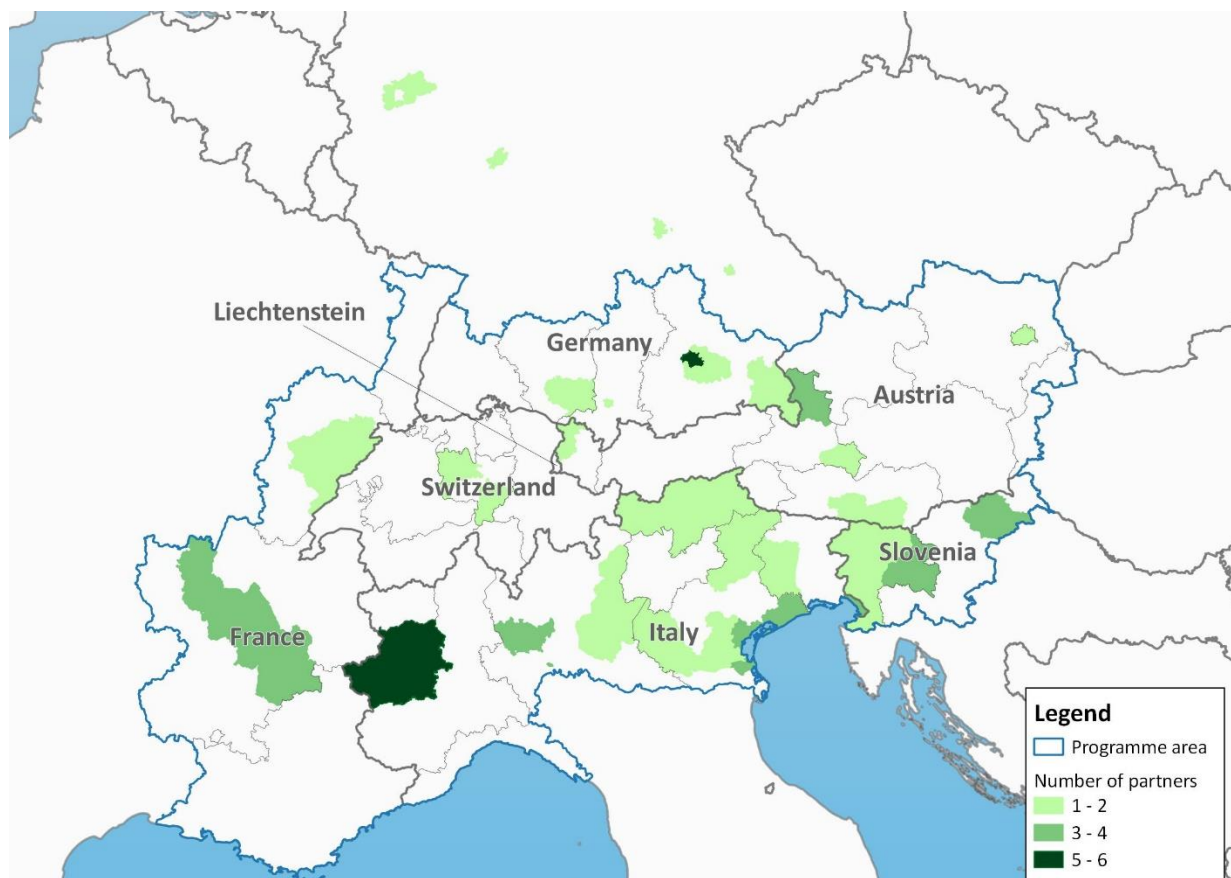 Liechtenstein
Germany
Austria
Switzerland
Slovenia
France
Italy
Legend
Programme area
Number of partners
1 - 2
3 - 4
5 - 6